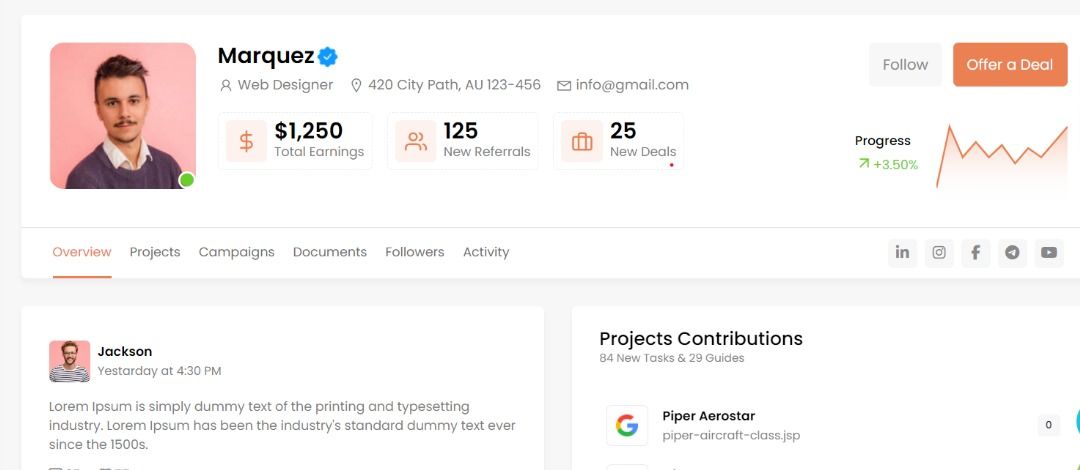 Marquez
Follow
Offer a Deal
Web Designer 420 City Path, AU 123-456 info@gmail.com
$1,250
Total Earnings
125
New Referrals
25
New Deals
Progress
+3.50%
Overview Projects Campaigns Documents Followers Activity
Jackson
Yestarday at 4:30 PM
Lorem Ipsum is simply dummy text of the printing and typesetting
industry. Lorem Ipsum has been the industry's standard dummy text ever
since the 1500s.
Projects Contributions
84 New Tasks & 29 Guides
Piper Aerostar
piper-aircraft-class.jsp
0